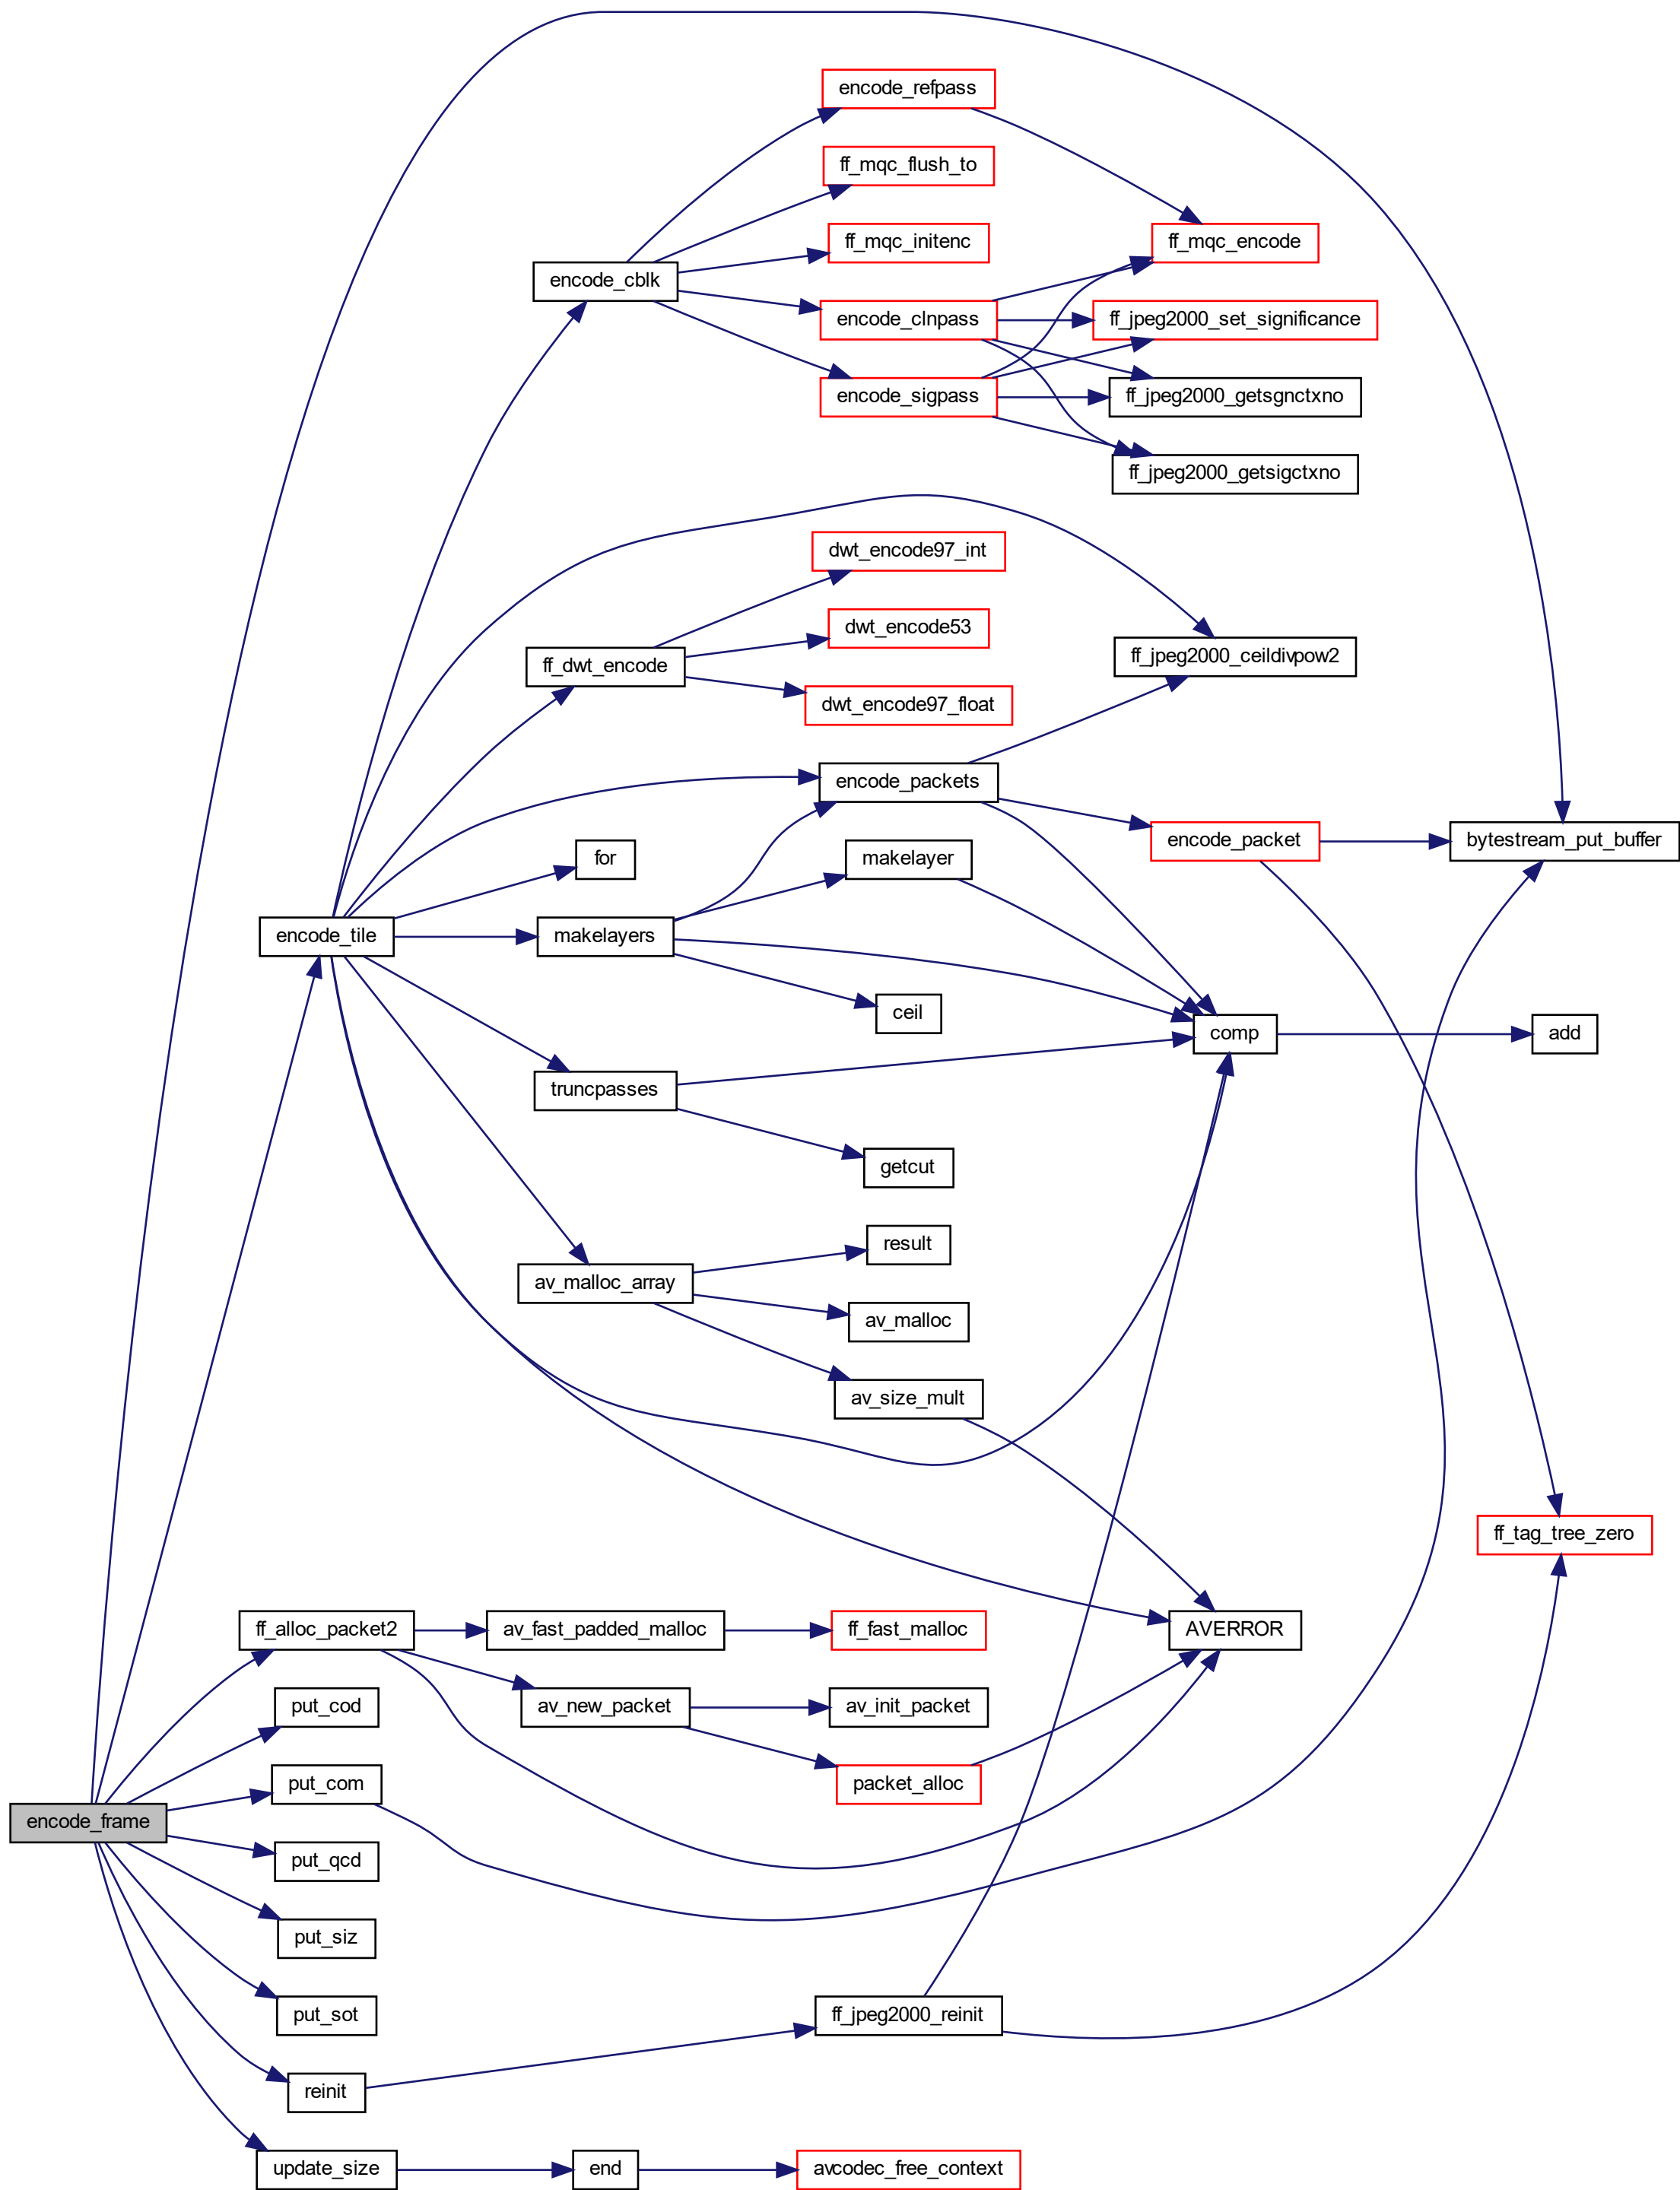 encode_refpass
ff_mqc_flush_to
ff_mqc_encode
ff_mqc_initenc
encode_cblk
encode_clnpass
ff_jpeg2000_set_significance
encode_sigpass
ff_jpeg2000_getsgnctxno
ff_jpeg2000_getsigctxno
dwt_encode97_int
dwt_encode53
ff_dwt_encode
ff_jpeg2000_ceildivpow2
dwt_encode97_float
encode_packets
encode_packet
bytestream_put_buffer
for
makelayer
encode_tile
makelayers
ceil
comp
add
truncpasses
getcut
result
av_malloc_array
av_malloc
av_size_mult
ff_tag_tree_zero
ff_alloc_packet2
av_fast_padded_malloc
ff_fast_malloc
AVERROR
put_cod
av_new_packet
av_init_packet
put_com
packet_alloc
encode_frame
put_qcd
put_siz
put_sot
ff_jpeg2000_reinit
reinit
update_size
end
avcodec_free_context